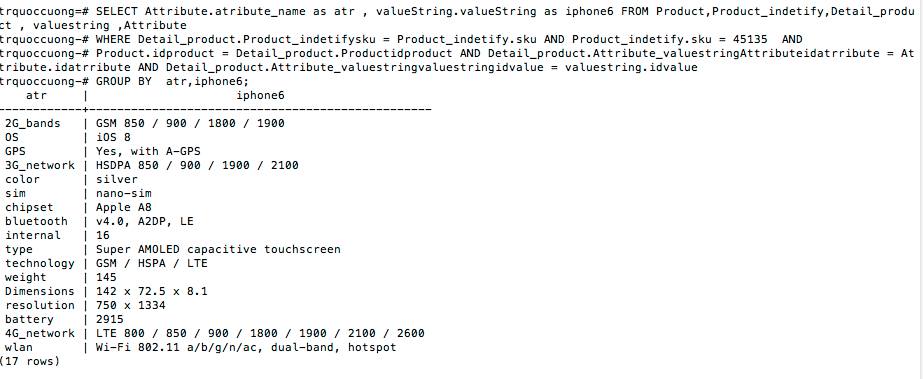 trquoccuong=# SELECT Attribute.atribute_name as atr , valueString.valueString as iphone6 FROM Product,Product_indetify,Detail_produ
ct , valuestring ,Attribute
trquoccuong-# WHERE Detail_product.Product_indetifysku = Product_indetify.sku AND Product_indetify.sku = 45135  AND
trquoccuong-# Product.idproduct = Detail_product.Productidproduct AND Detail_product.Attribute_valuestringAttributeidatrribute = At
tribute.idatrribute AND Detail_product.Attribute_valuestringvaluestringidvalue = valuestring.idvalue
trquoccuong-# GROUP BY  atr,iphone6;
    atr     |                     iphone6
------------+-------------------------------------------------
 2G_bands   | GSM 850 / 900 / 1800 / 1900
 OS         | iOS 8
 GPS        | Yes, with A-GPS
 3G_network | HSDPA 850 / 900 / 1900 / 2100
 color      | silver
 sim        | nano-sim
 chipset    | Apple A8
 bluetooth  | v4.0, A2DP, LE
 internal   | 16
 type       | Super AMOLED capacitive touchscreen
 technology | GSM / HSPA / LTE
 weight     | 145
 Dimensions | 142 x 72.5 x 8.1
 resolution | 750 x 1334
 battery    | 2915
 4G_network | LTE 800 / 850 / 900 / 1800 / 1900 / 2100 / 2600
 wlan       | Wi-Fi 802.11 a/b/g/n/ac, dual-band, hotspot
(17 rows)